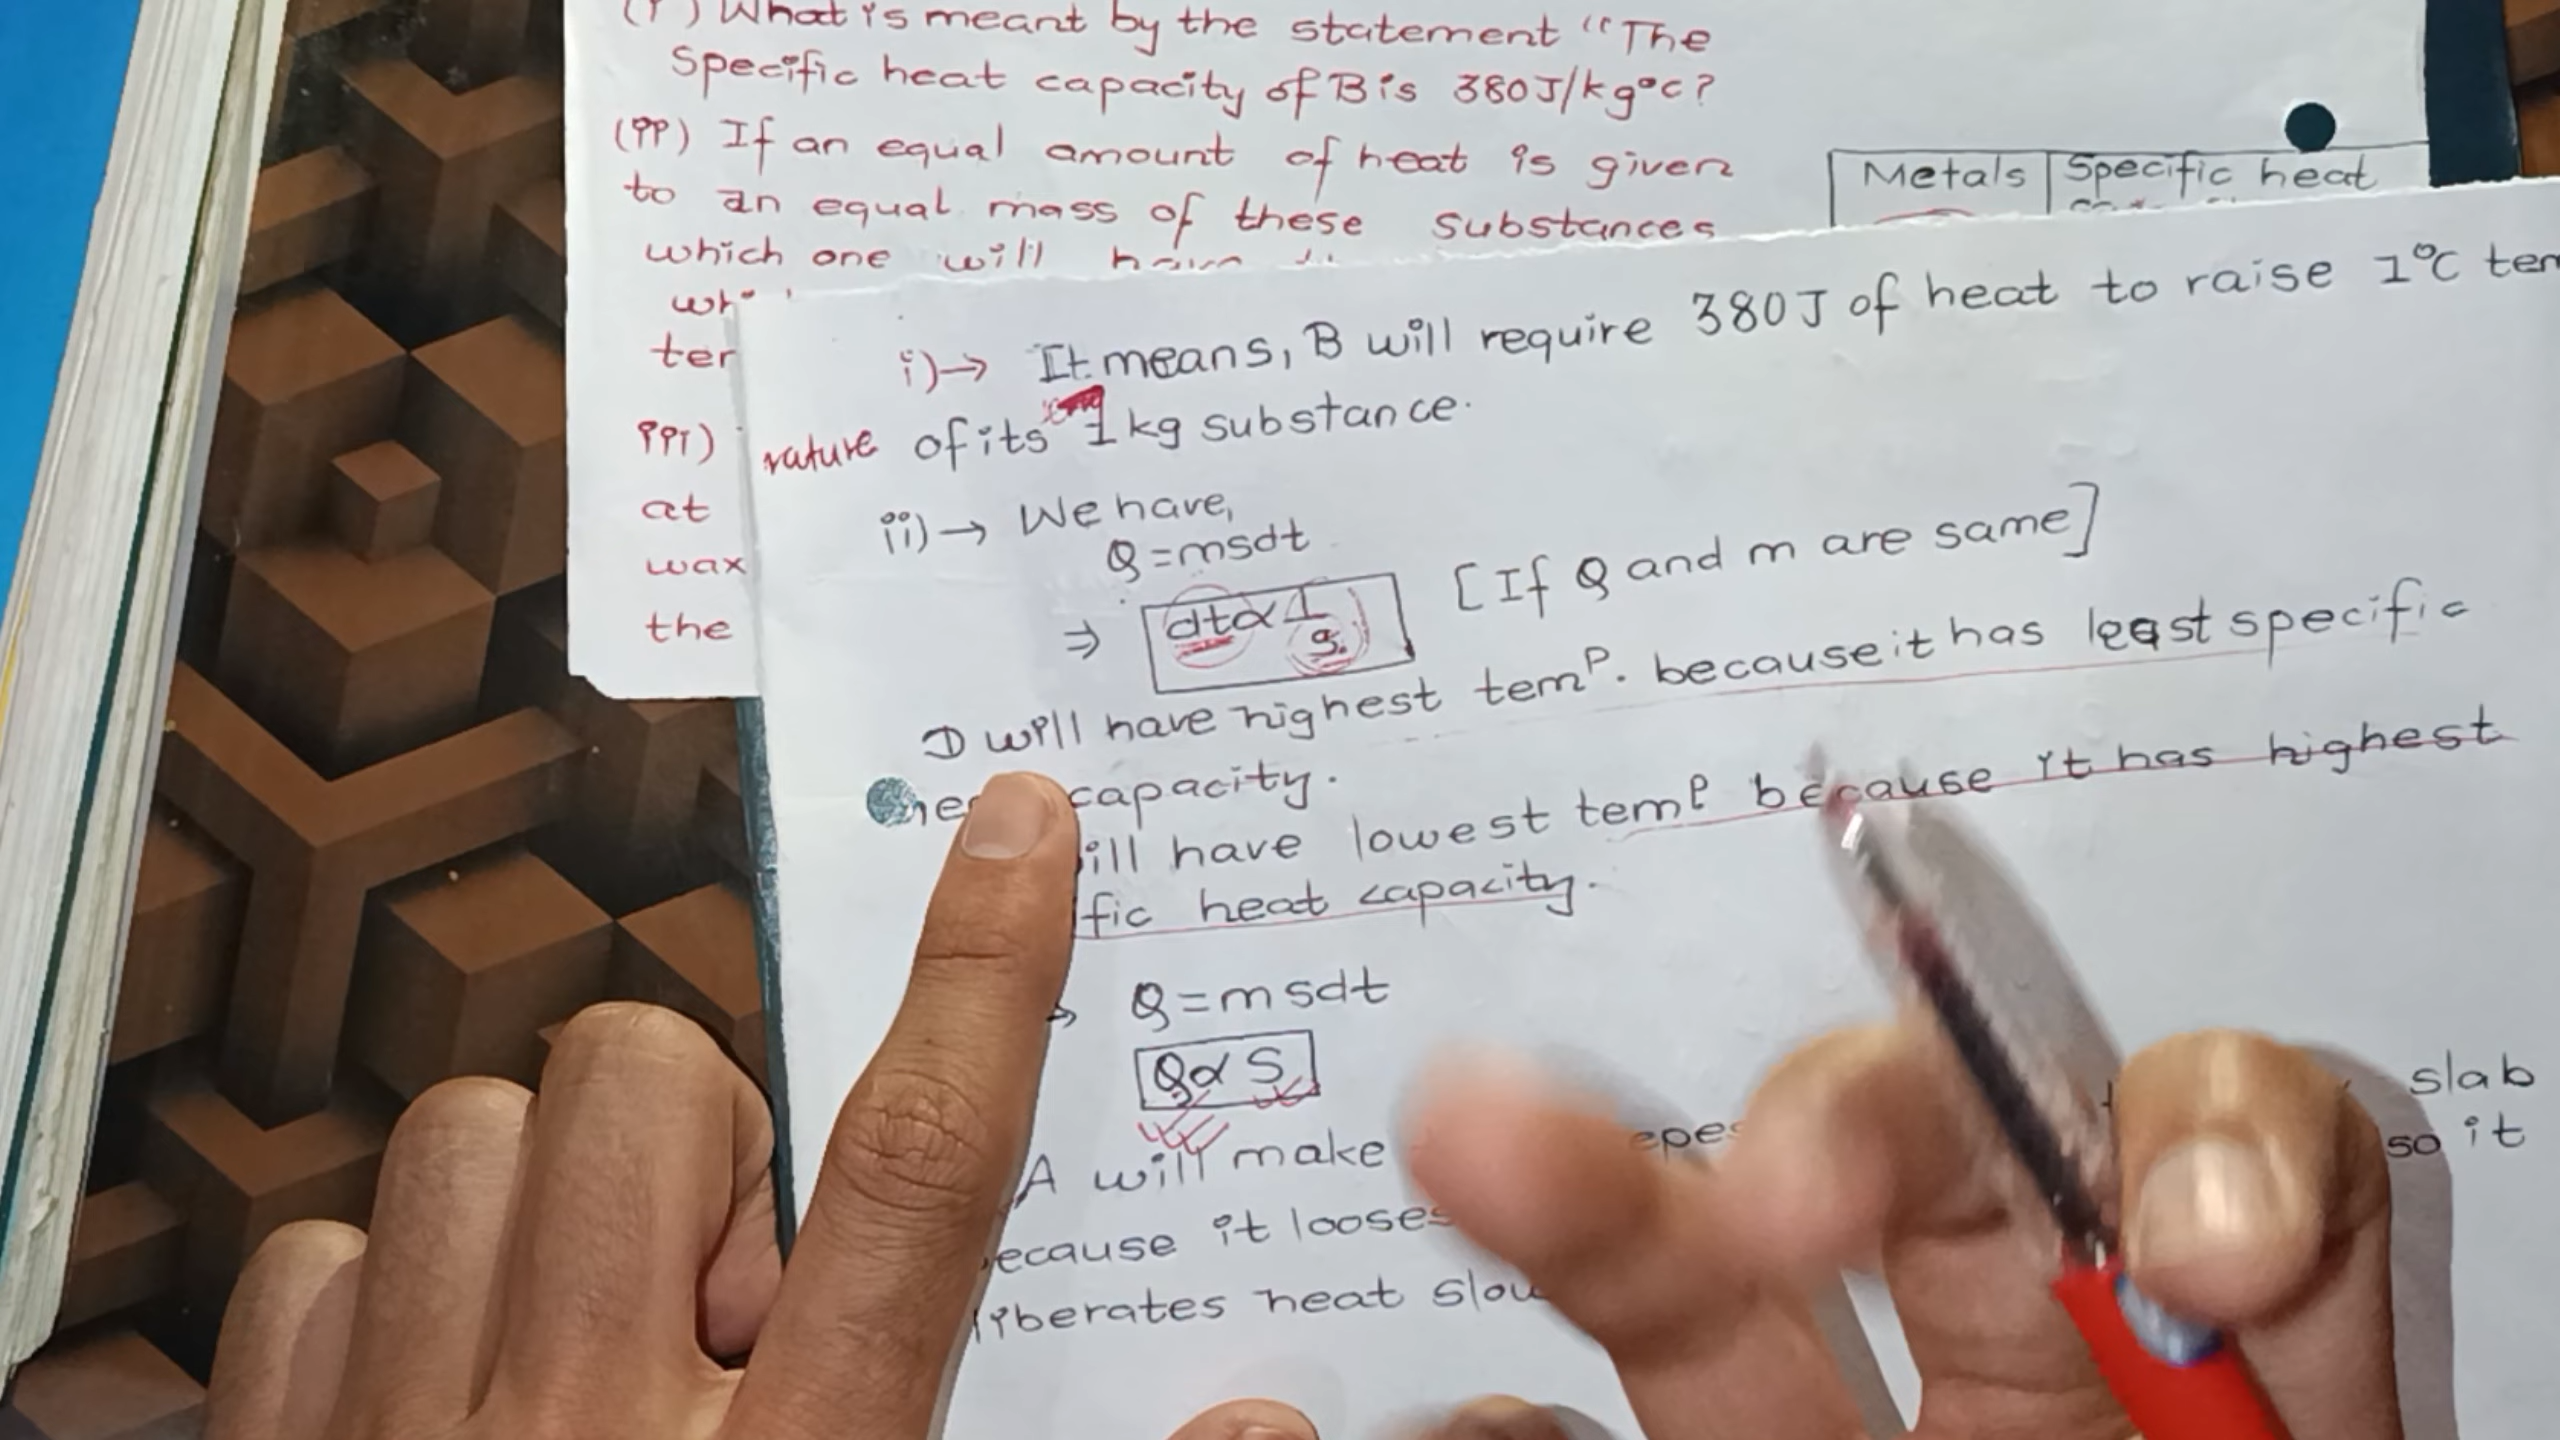 (i) What is meant by the statement "The
Specific heat capacity of B is 380J/kg°c?
(ii) If an equal amount of heat is given
to an equal mass of these substances
which one will
ter
iii)
at
wax
the
Metals Specific heat
i)→ It means, B will require 380J of heat to raise 1°C tem
rature of its 1kg substance.
ii)→ We have,
Q=msdt
⇒ dt∝1/s [If Q and m are same]
D will have highest temp. because it has least specific
capacity.
have lowest temp because it has highest
fic heat capacity.
Q=msdt
Q∝S
A will make slab
ecause it looses so it
liberates heat